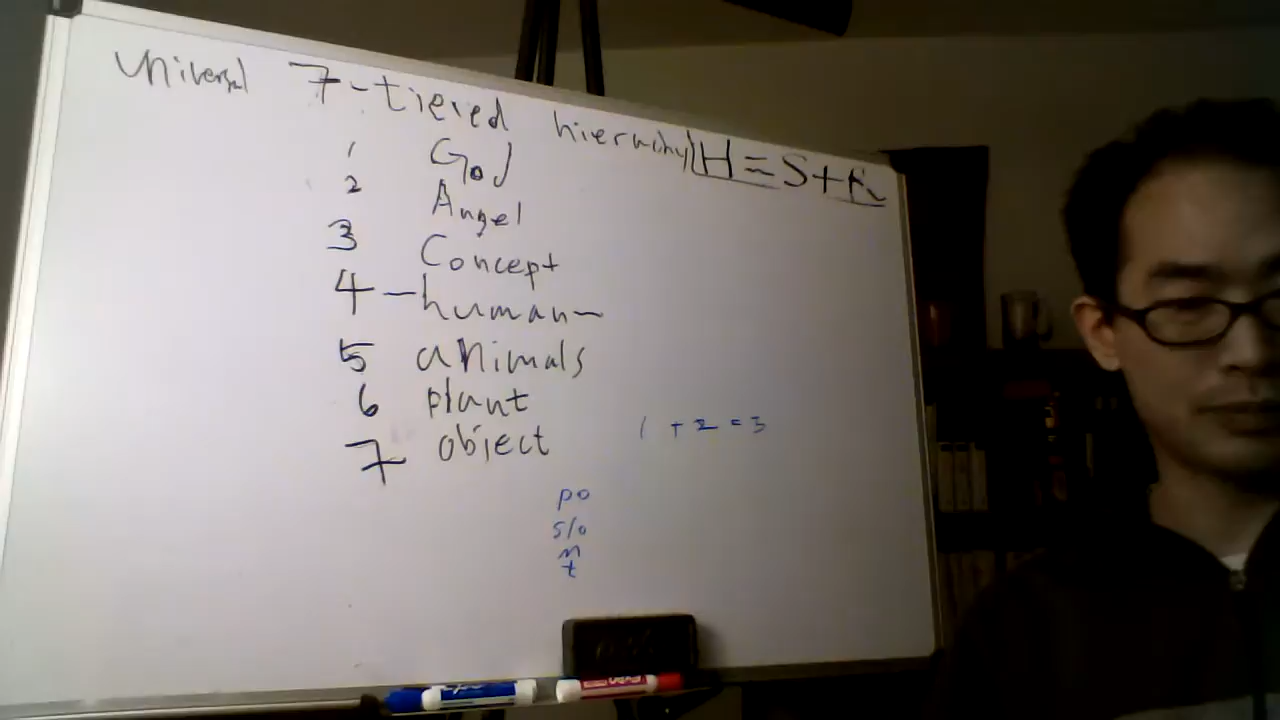 Universal 7-tiered hierarchy H=S+R
1 God
2 Angel
3 Concept
4 -human-
5 animals
6 plant
7 object
1 + 2 = 3
po
s/o
m
t
EXPO